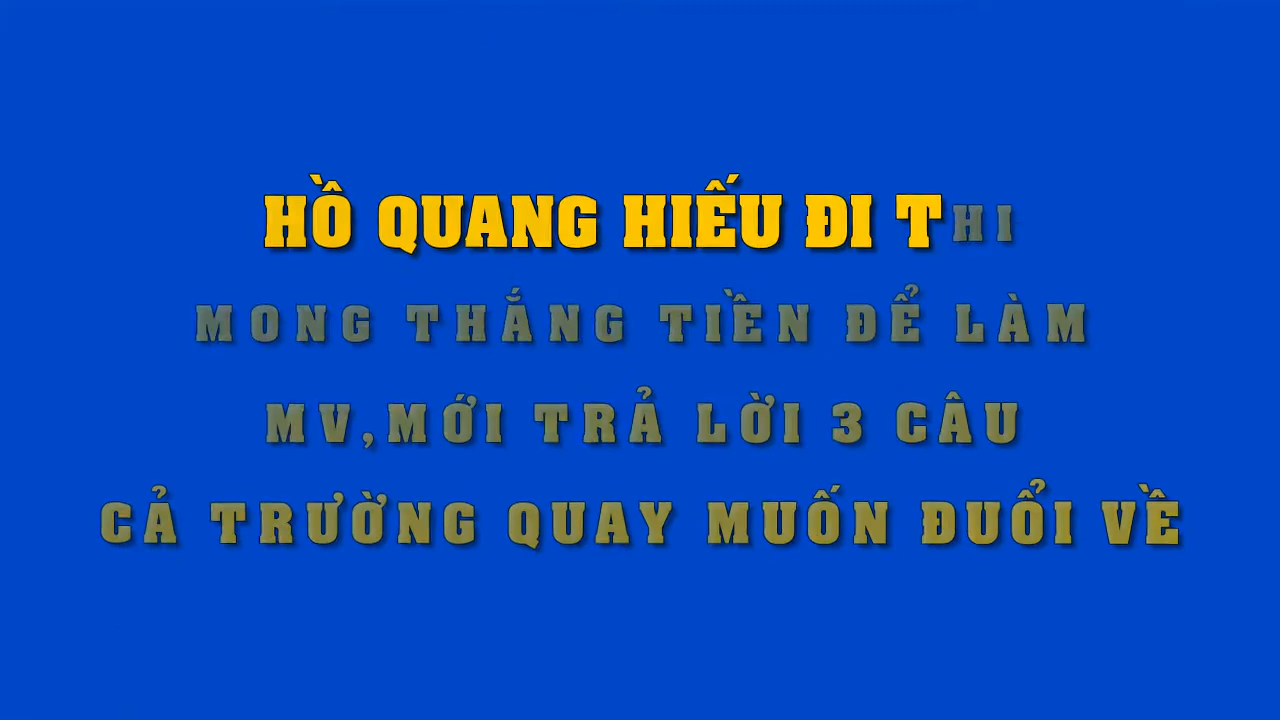 HỒ QUANG HIẾU ĐI THI
MONG THẮNG TIỀN ĐỂ LÀM
MV,MỚI TRẢ LỜI 3 CÂU
CẢ TRƯỜNG QUAY MUỐN ĐUỔI VỀ